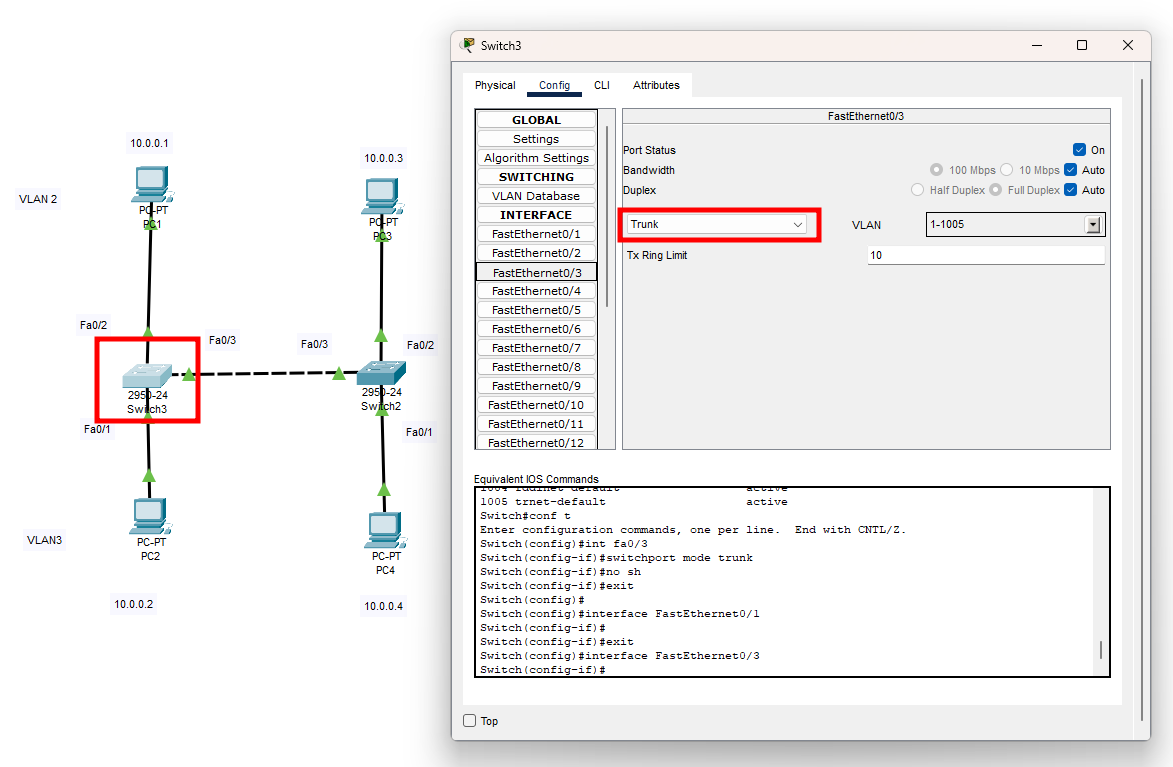 10.0.0.1
10.0.0.3
VLAN 2
PC-PT
PC1
PC-PT
PC3
Fa0/2
Fa0/3
Fa0/3
Fa0/2
2950-24
Switch3
2950-24
Switch2
Fa0/1
Fa0/1
VLAN3
PC-PT
PC2
PC-PT
PC4
10.0.0.2
10.0.0.4
Switch3
Physical Config CLI Attributes
GLOBAL
Settings
Algorithm Settings
SWITCHING
VLAN Database
INTERFACE
FastEthernet0/1
FastEthernet0/2
FastEthernet0/3
FastEthernet0/4
FastEthernet0/5
FastEthernet0/6
FastEthernet0/7
FastEthernet0/8
FastEthernet0/9
FastEthernet0/10
FastEthernet0/11
FastEthernet0/12
FastEthernet0/3
Port Status On
Bandwidth 100 Mbps 10 Mbps Auto
Duplex Half Duplex Full Duplex Auto
Trunk VLAN 1-1005
Tx Ring Limit 10
Equivalent IOS Commands
1004 fddinet-default active
1005 trnet-default active
Switch#conf t
Enter configuration commands, one per line. End with CNTL/Z.
Switch(config)#int fa0/3
Switch(config-if)#switchport mode trunk
Switch(config-if)#no sh
Switch(config-if)#exit
Switch(config)#
Switch(config)#interface FastEthernet0/1
Switch(config-if)#
Switch(config-if)#exit
Switch(config)#interface FastEthernet0/3
Switch(config-if)#
Top